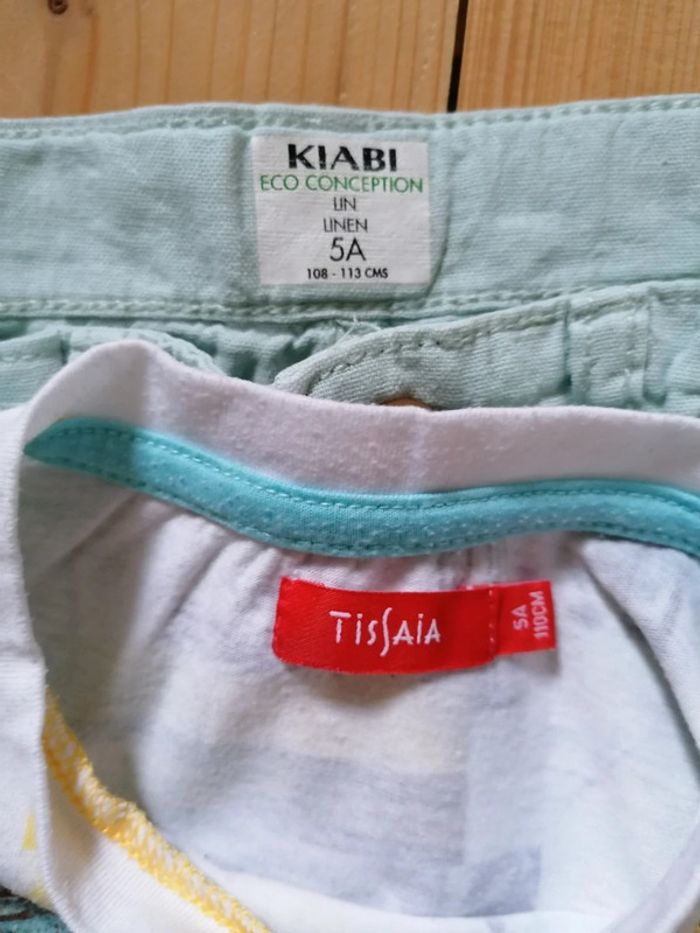 KIABI
ECO CONCEPTION
LIN
LINEN
5A
108 - 113 CMS
TISSAIA
5A
110CM